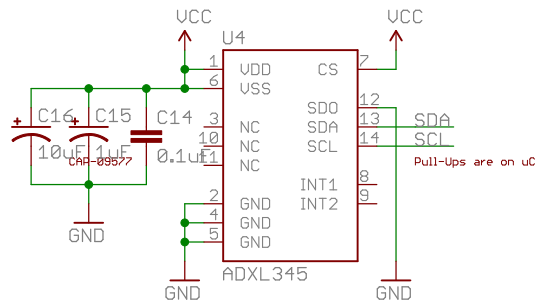 VCC
VCC
U4
1
VDD
CS
7
6
VSS
SDO
12
C16
C15
C14
3
NC
SDA
13
SDA
10
NC
SCL
14
SCL
10uF
1uF
0.1uF
CAP-09577
11
NC
Pull-Ups are on uC
INT1
8
2
GND
INT2
9
4
GND
GND
5
GND
ADXL345
GND
GND